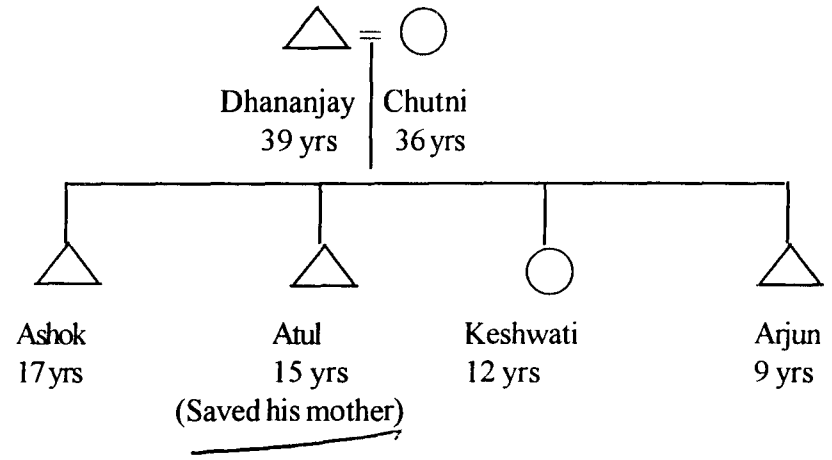 Dhananjay Chutni
39 yrs 36 yrs
Ashok Atul Keshwati Arjun
17 yrs 15 yrs 12 yrs 9 yrs
(Saved his mother)